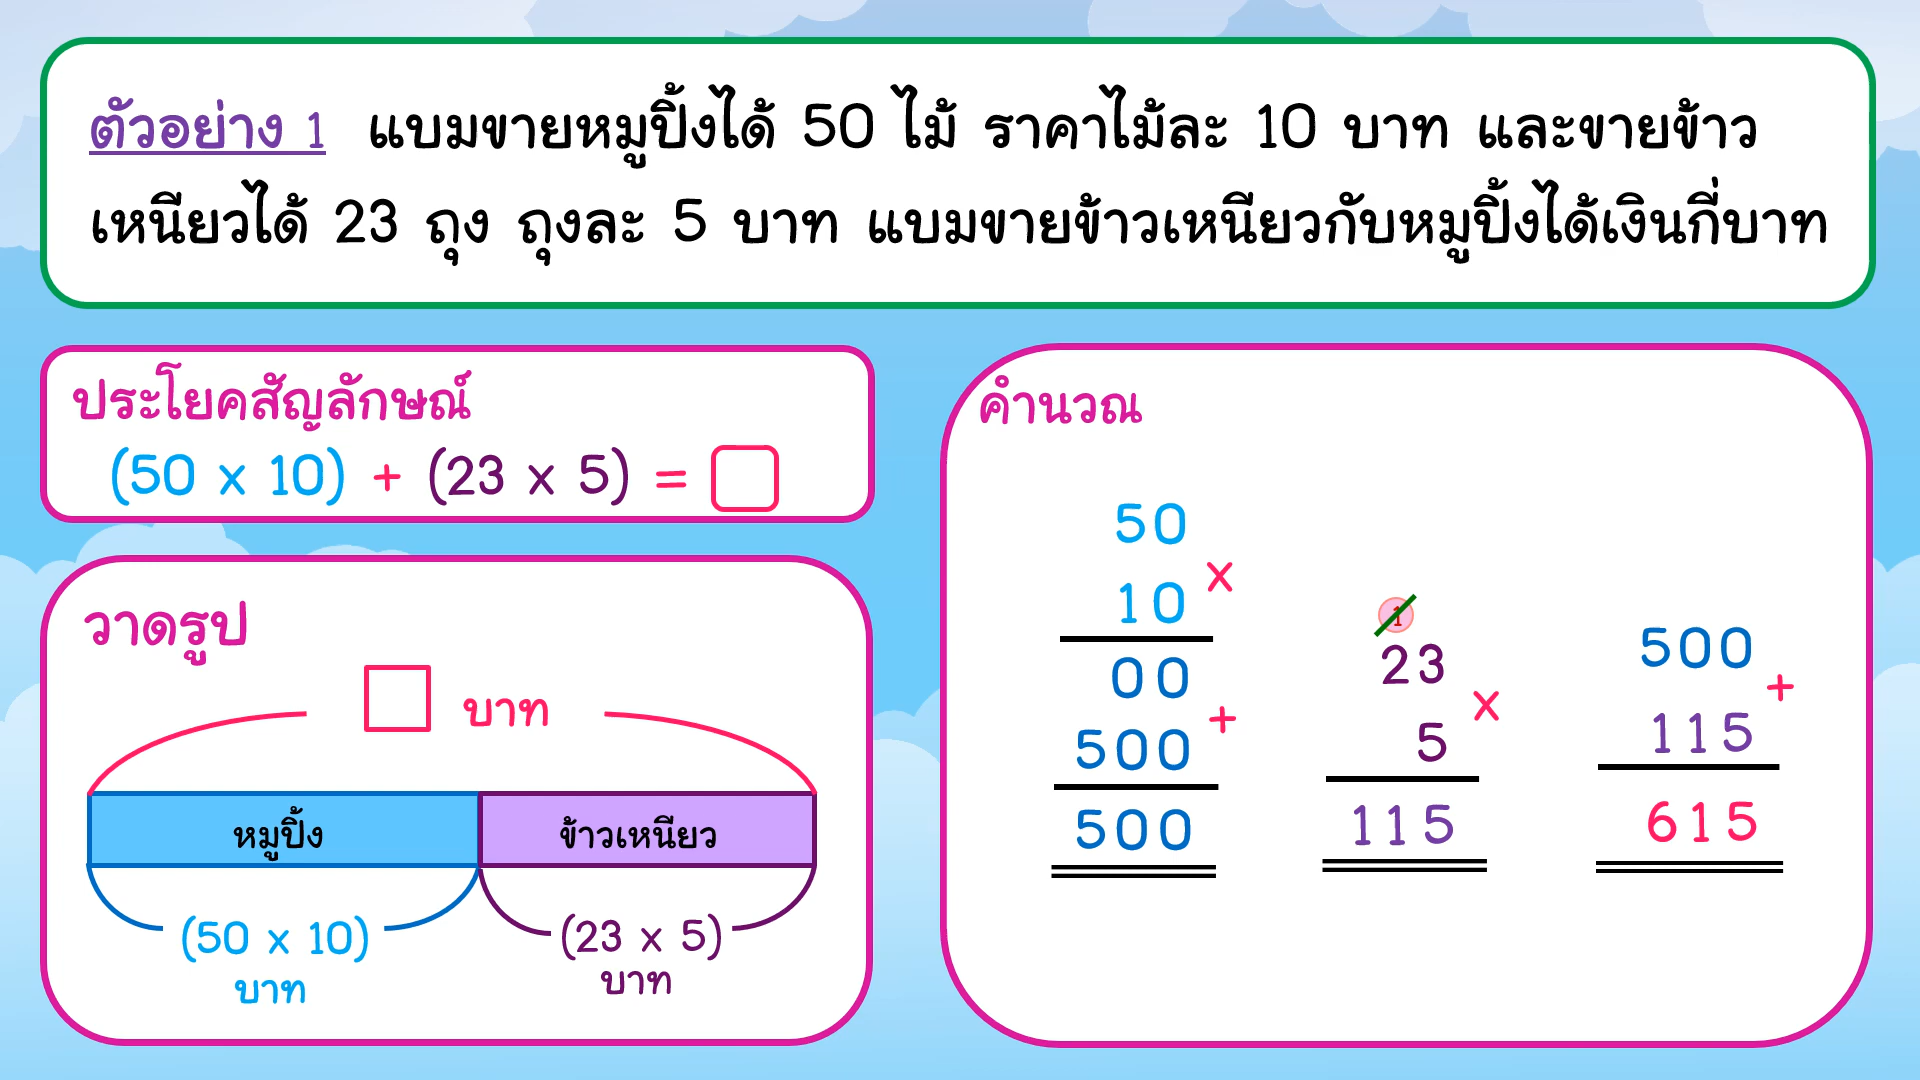 ตัวอย่าง 1 แบมขายหมูปิ้งได้ 50 ไม้ ราคาไม้ละ 10 บาท และขายข้าว
เหนียวได้ 23 ถุง ถุงละ 5 บาท แบมขายข้าวเหนียวกับหมูปิ้งได้เงินกี่บาท
ประโยคสัญลักษณ์
(50 x 10) + (23 x 5) =
วาดรูป
บาท
หมูปิ้ง ข้าวเหนียว
(50 x 10) (23 x 5)
บาท บาท
คำนวณ
50
x
10
00
+
500
500
1
23
x
5
115
500
+
115
615